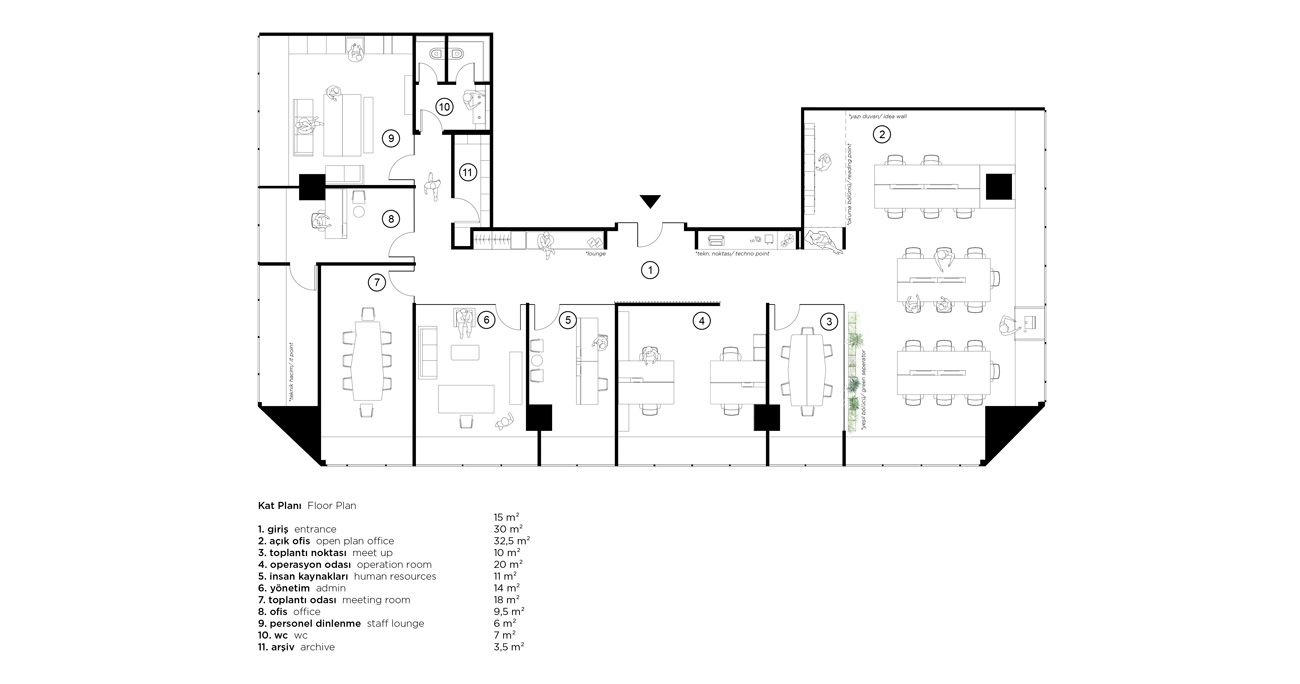 10
*yazı duvarı/ idea wall
2
9
11
*okuma bölümü/ reading point
8
*lounge
*tekn. noktası/ techno point
1
7
6
5
4
3
*teknik hacim/ it point
*yeşil bölücü/ green seperator
Kat Planı Floor Plan
15 m²
1. giriş entrance 30 m²
2. açık ofis open plan office 32,5 m²
3. toplantı noktası meet up 10 m²
4. operasyon odası operation room 20 m²
5. insan kaynakları human resources 11 m²
6. yönetim admin 14 m²
7. toplantı odası meeting room 18 m²
8. ofis office 9,5 m²
9. personel dinlenme staff lounge 6 m²
10. wc wc 7 m²
11. arşiv archive 3,5 m²